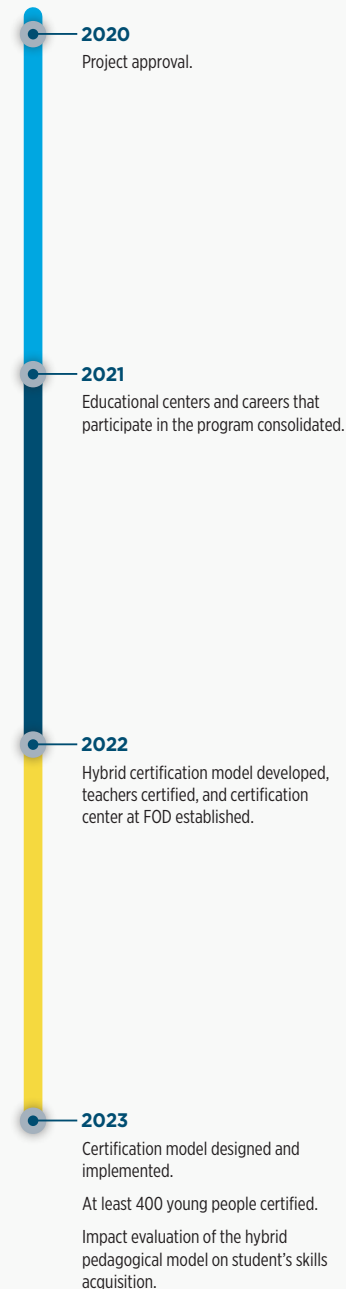 2020
Project approval.
2021
Educational centers and careers that
participate in the program consolidated.
2022
Hybrid certification model developed,
teachers certified, and certification
center at FOD established.
2023
Certification model designed and
implemented.
At least 400 young people certified.
Impact evaluation of the hybrid
pedagogical model on student’s skills
acquisition.